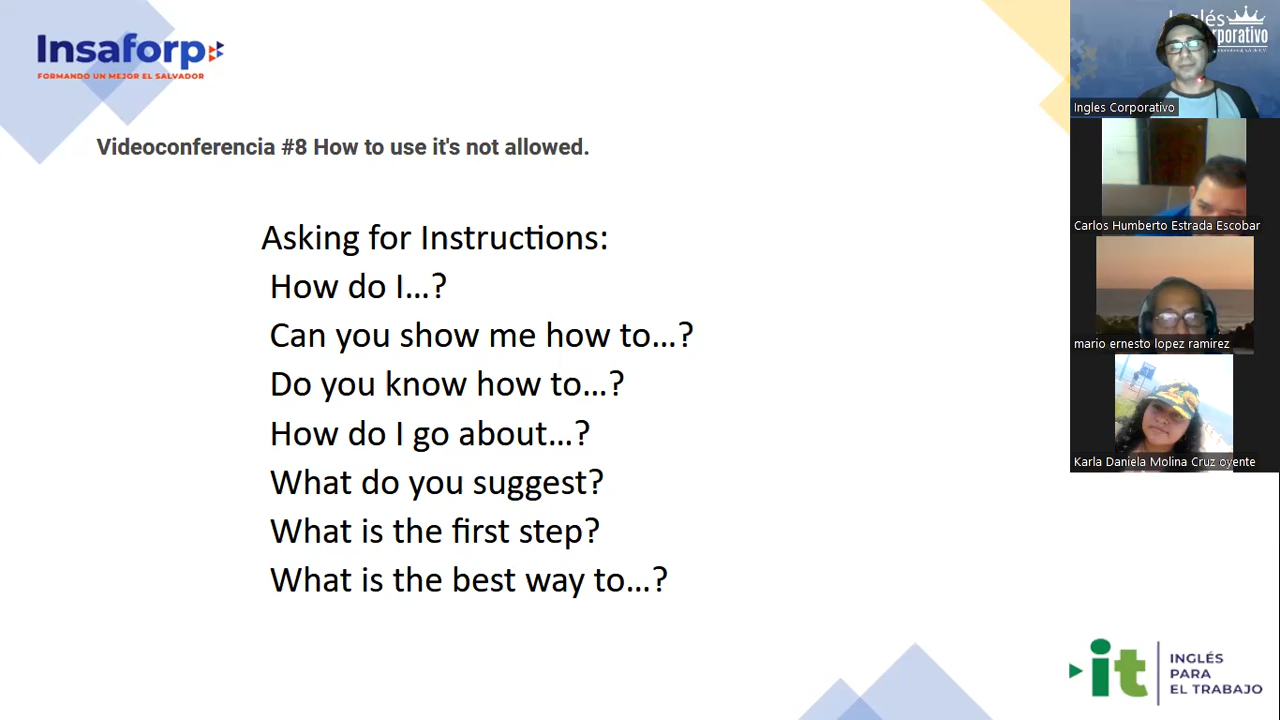 Insaforp
FORMANDO UN MEJOR EL SALVADOR
Videoconferencia #8 How to use it's not allowed.
Asking for Instructions:
How do I...?
Can you show me how to...?
Do you know how to...?
How do I go about...?
What do you suggest?
What is the first step?
What is the best way to...?
Ingles Corporativo
Carlos Humberto Estrada Escobar
mario ernesto lopez ramirez
Karla Daniela Molina Cruz oyente
it
INGLÉS
PARA
EL TRABAJO